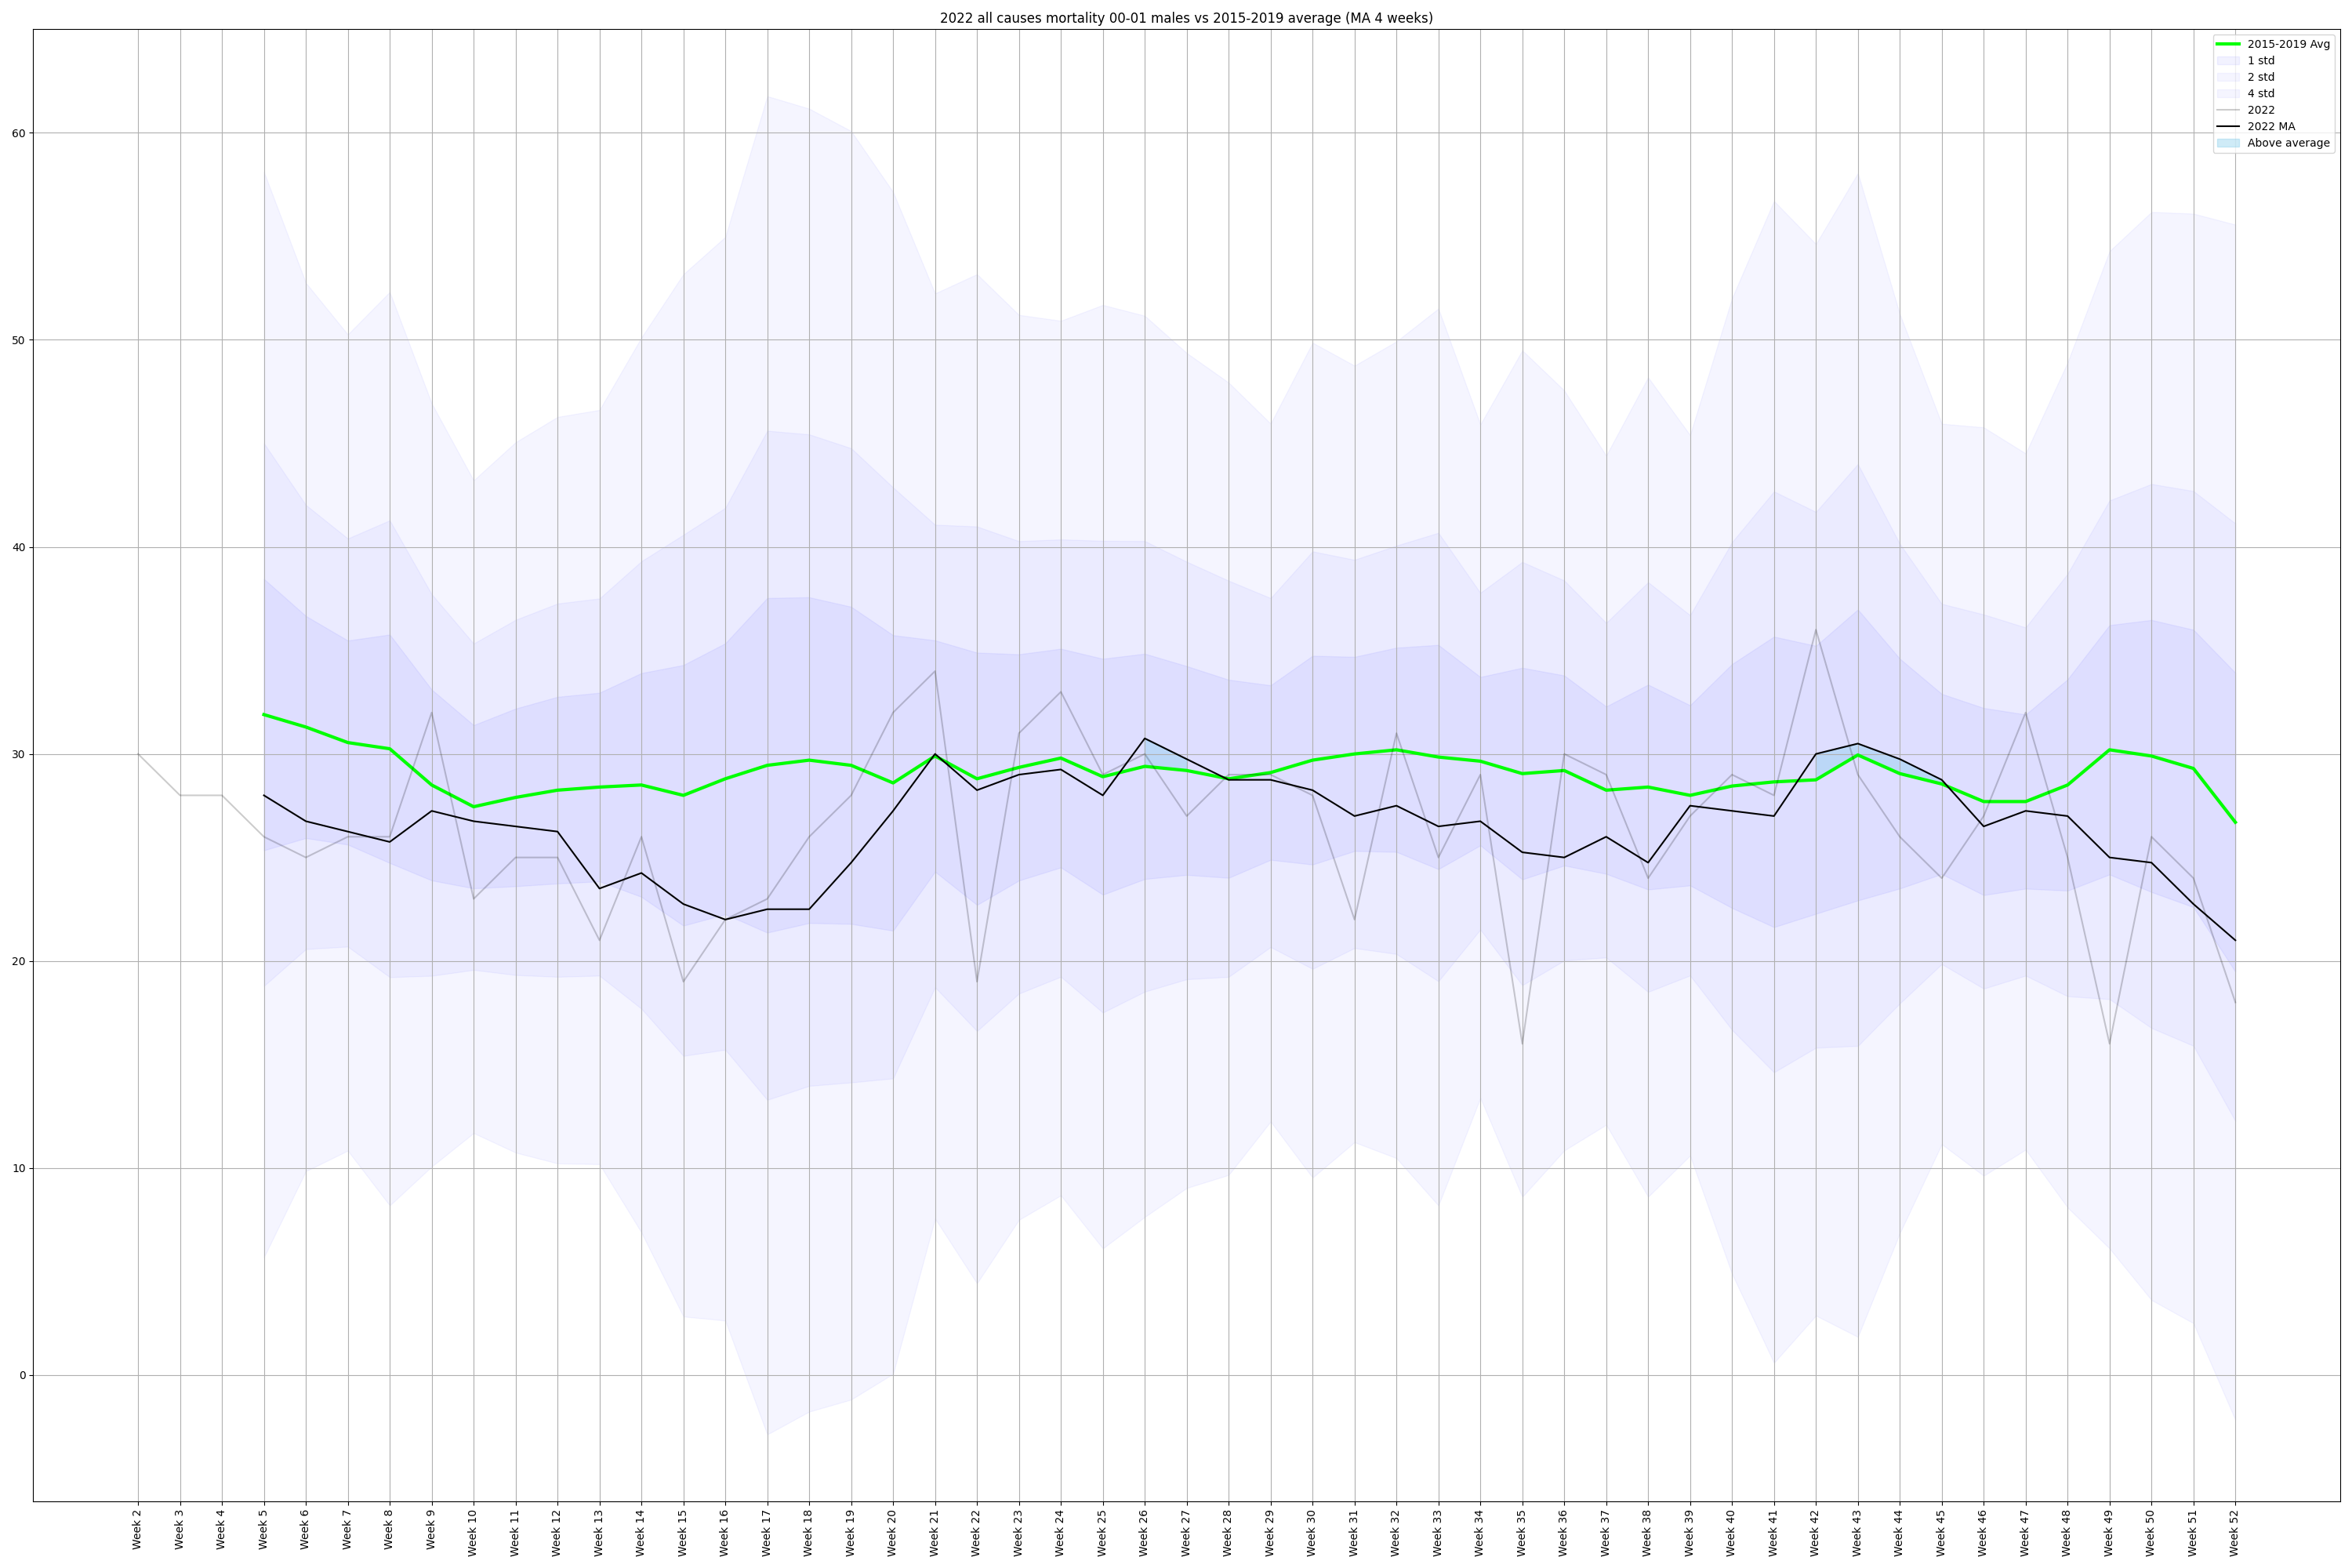 2022 all causes mortality 00-01 males vs 2015-2019 average (MA 4 weeks)
2015-2019 Avg
1 std
2 std
4 std
2022
2022 MA
Above average
60
50
40
30
20
10
0
Week 2
Week 3
Week 4
Week 5
Week 6
Week 7
Week 8
Week 9
Week 10
Week 11
Week 12
Week 13
Week 14
Week 15
Week 16
Week 17
Week 18
Week 19
Week 20
Week 21
Week 22
Week 23
Week 24
Week 25
Week 26
Week 27
Week 28
Week 29
Week 30
Week 31
Week 32
Week 33
Week 34
Week 35
Week 36
Week 37
Week 38
Week 39
Week 40
Week 41
Week 42
Week 43
Week 44
Week 45
Week 46
Week 47
Week 48
Week 49
Week 50
Week 51
Week 52